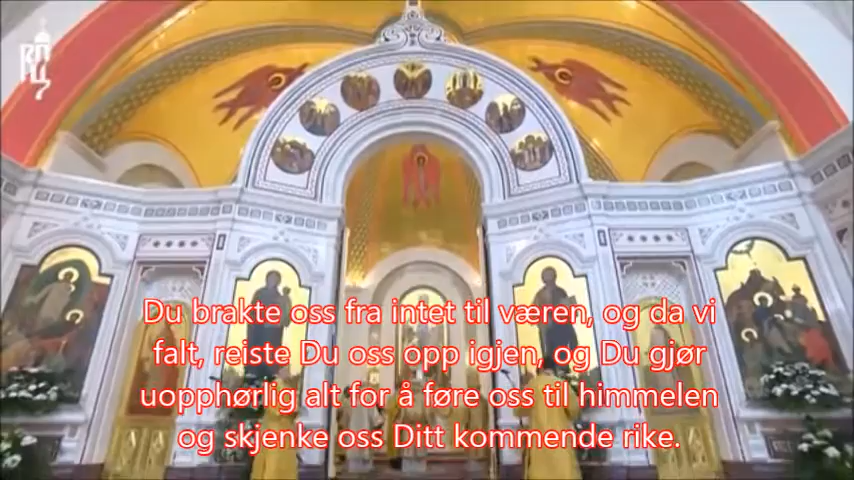 Du brakte oss fra intet til væren, og da vi
falt, reiste Du oss opp igjen, og Du gjør
uopphørlig alt for å føre oss til himmelen
og skjenke oss Ditt kommende rike.